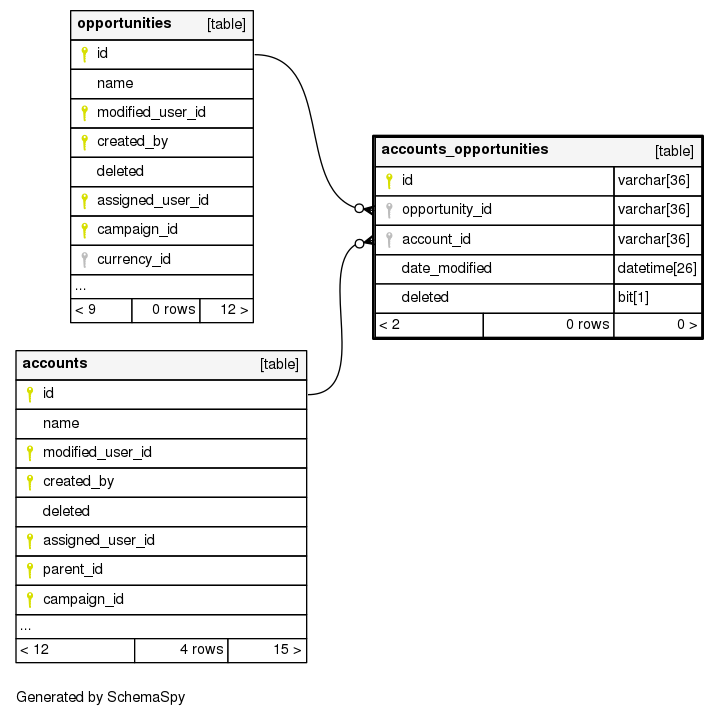 opportunities [table]
id
name
modified_user_id
created_by
deleted
assigned_user_id
campaign_id
currency_id
...
< 9 0 rows 12 >
accounts_opportunities [table]
id varchar[36]
opportunity_id varchar[36]
account_id varchar[36]
date_modified datetime[26]
deleted bit[1]
< 2 0 rows 0 >
accounts [table]
id
name
modified_user_id
created_by
deleted
assigned_user_id
parent_id
campaign_id
...
< 12 4 rows 15 >
Generated by SchemaSpy